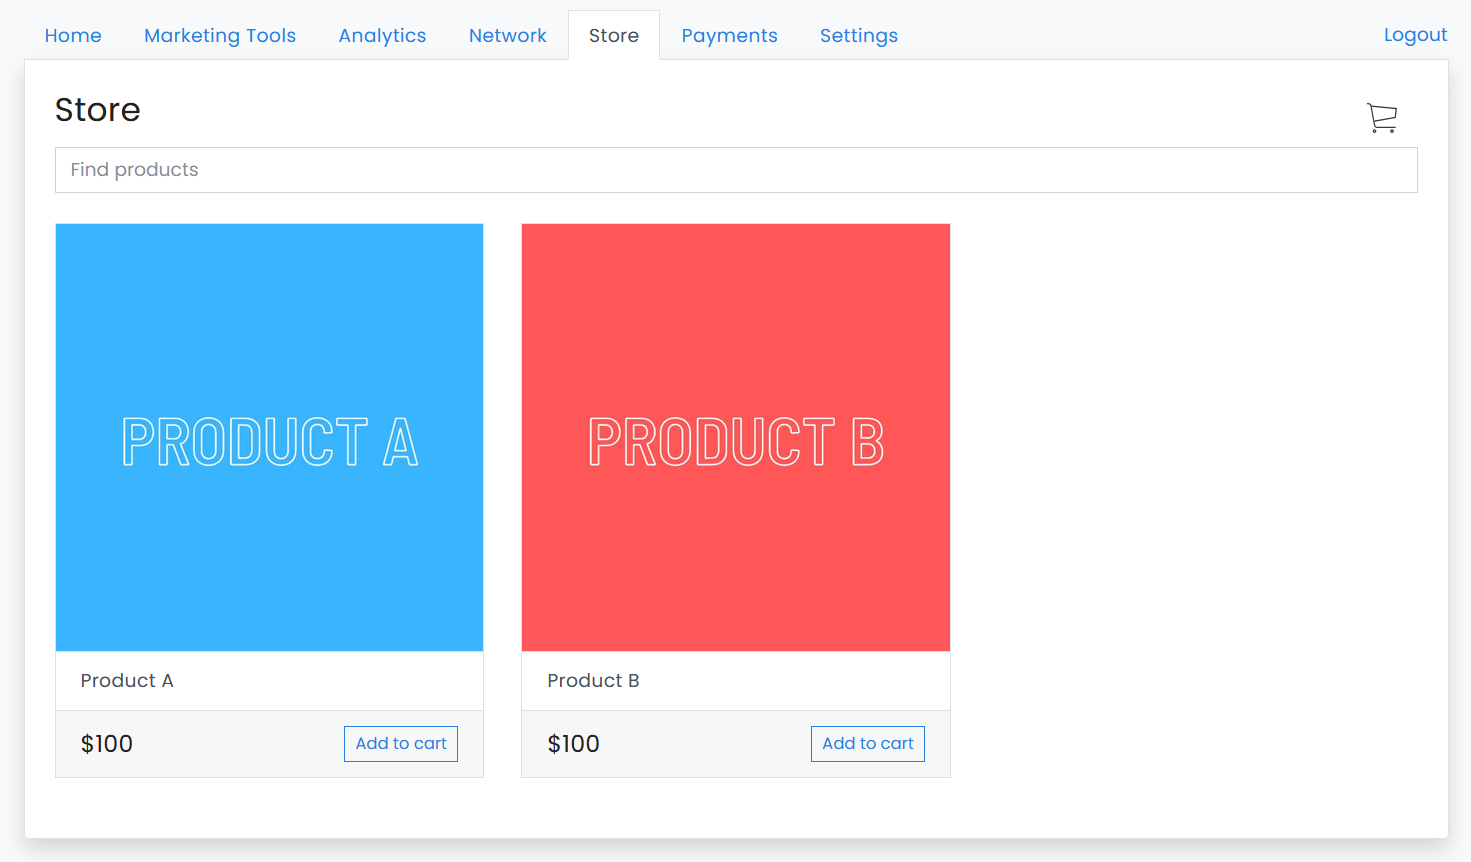 Home Marketing Tools Analytics Network Store Payments Settings Logout
Store
Find products
PRODUCT A
PRODUCT B
Product A
Product B
$100 Add to cart
$100 Add to cart